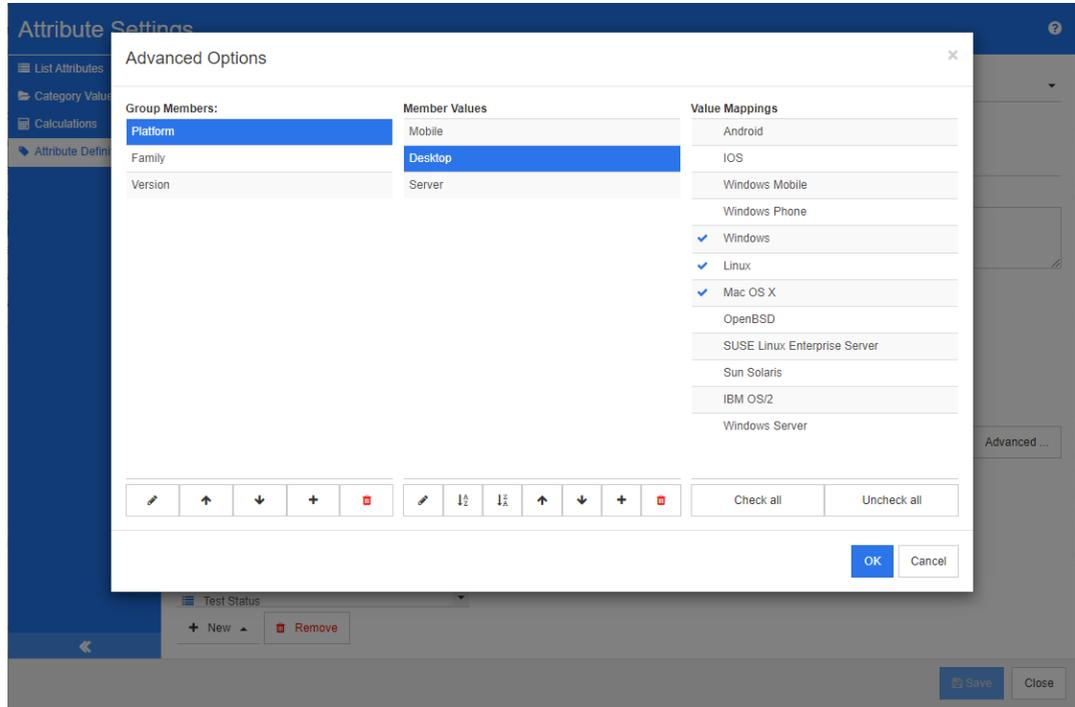 Attribute Settings
List Attributes
Category Value
Calculations
Attribute Defini
Advanced Options
×
Group Members:
Platform
Family
Version
Member Values
Mobile
Desktop
Server
Value Mappings
Android
IOS
Windows Mobile
Windows Phone
Windows
Linux
Mac OS X
OpenBSD
SUSE Linux Enterprise Server
Sun Solaris
IBM OS/2
Windows Server
Check all
Uncheck all
OK
Cancel
Advanced ...
Test Status
New
Remove
Save
Close